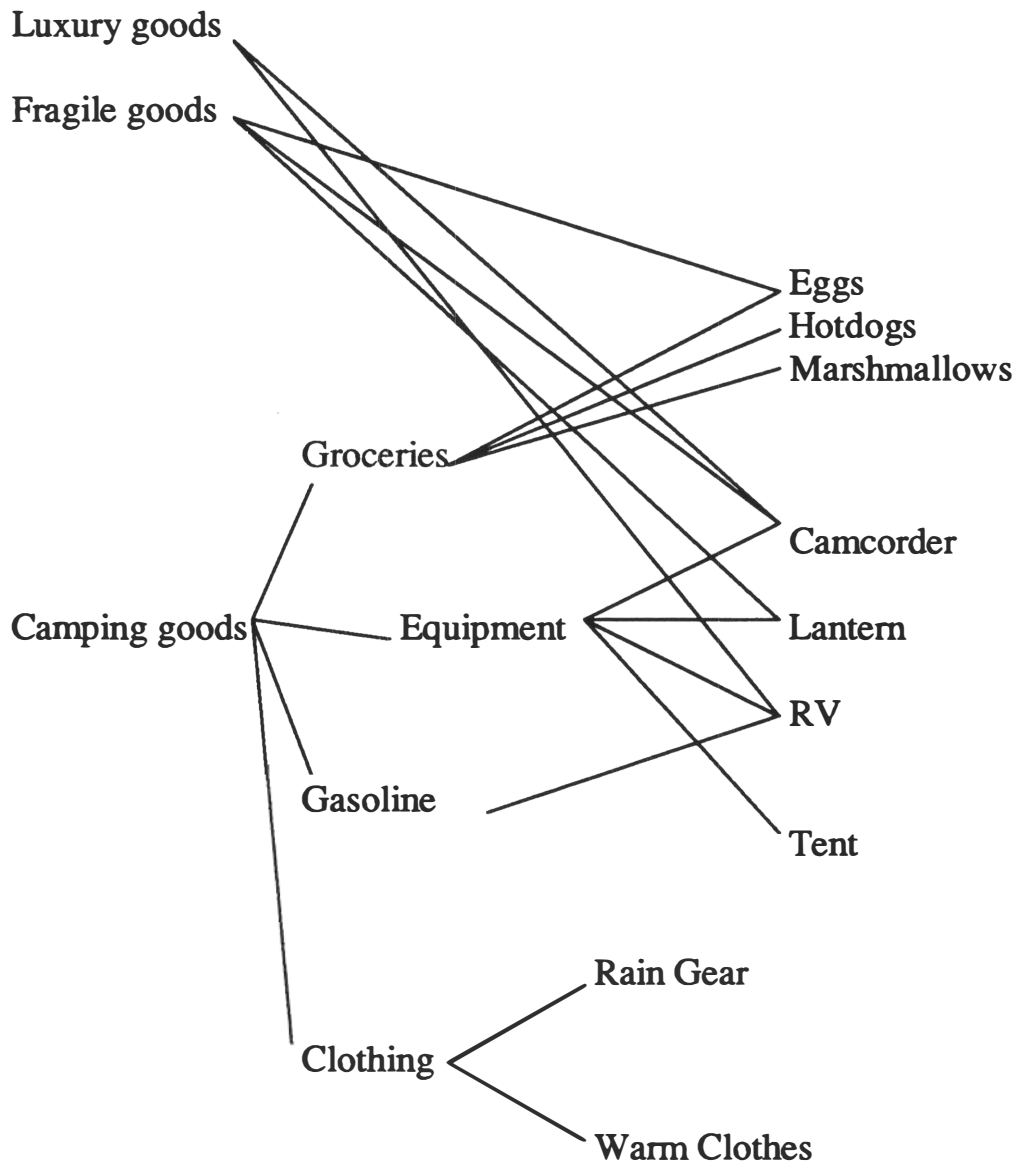 Luxury goods
Fragile goods
Eggs
Hotdogs
Marshmallows
Groceries
Camcorder
Camping goods
Equipment
Lantern
RV
Gasoline
Tent
Rain Gear
Clothing
Warm Clothes